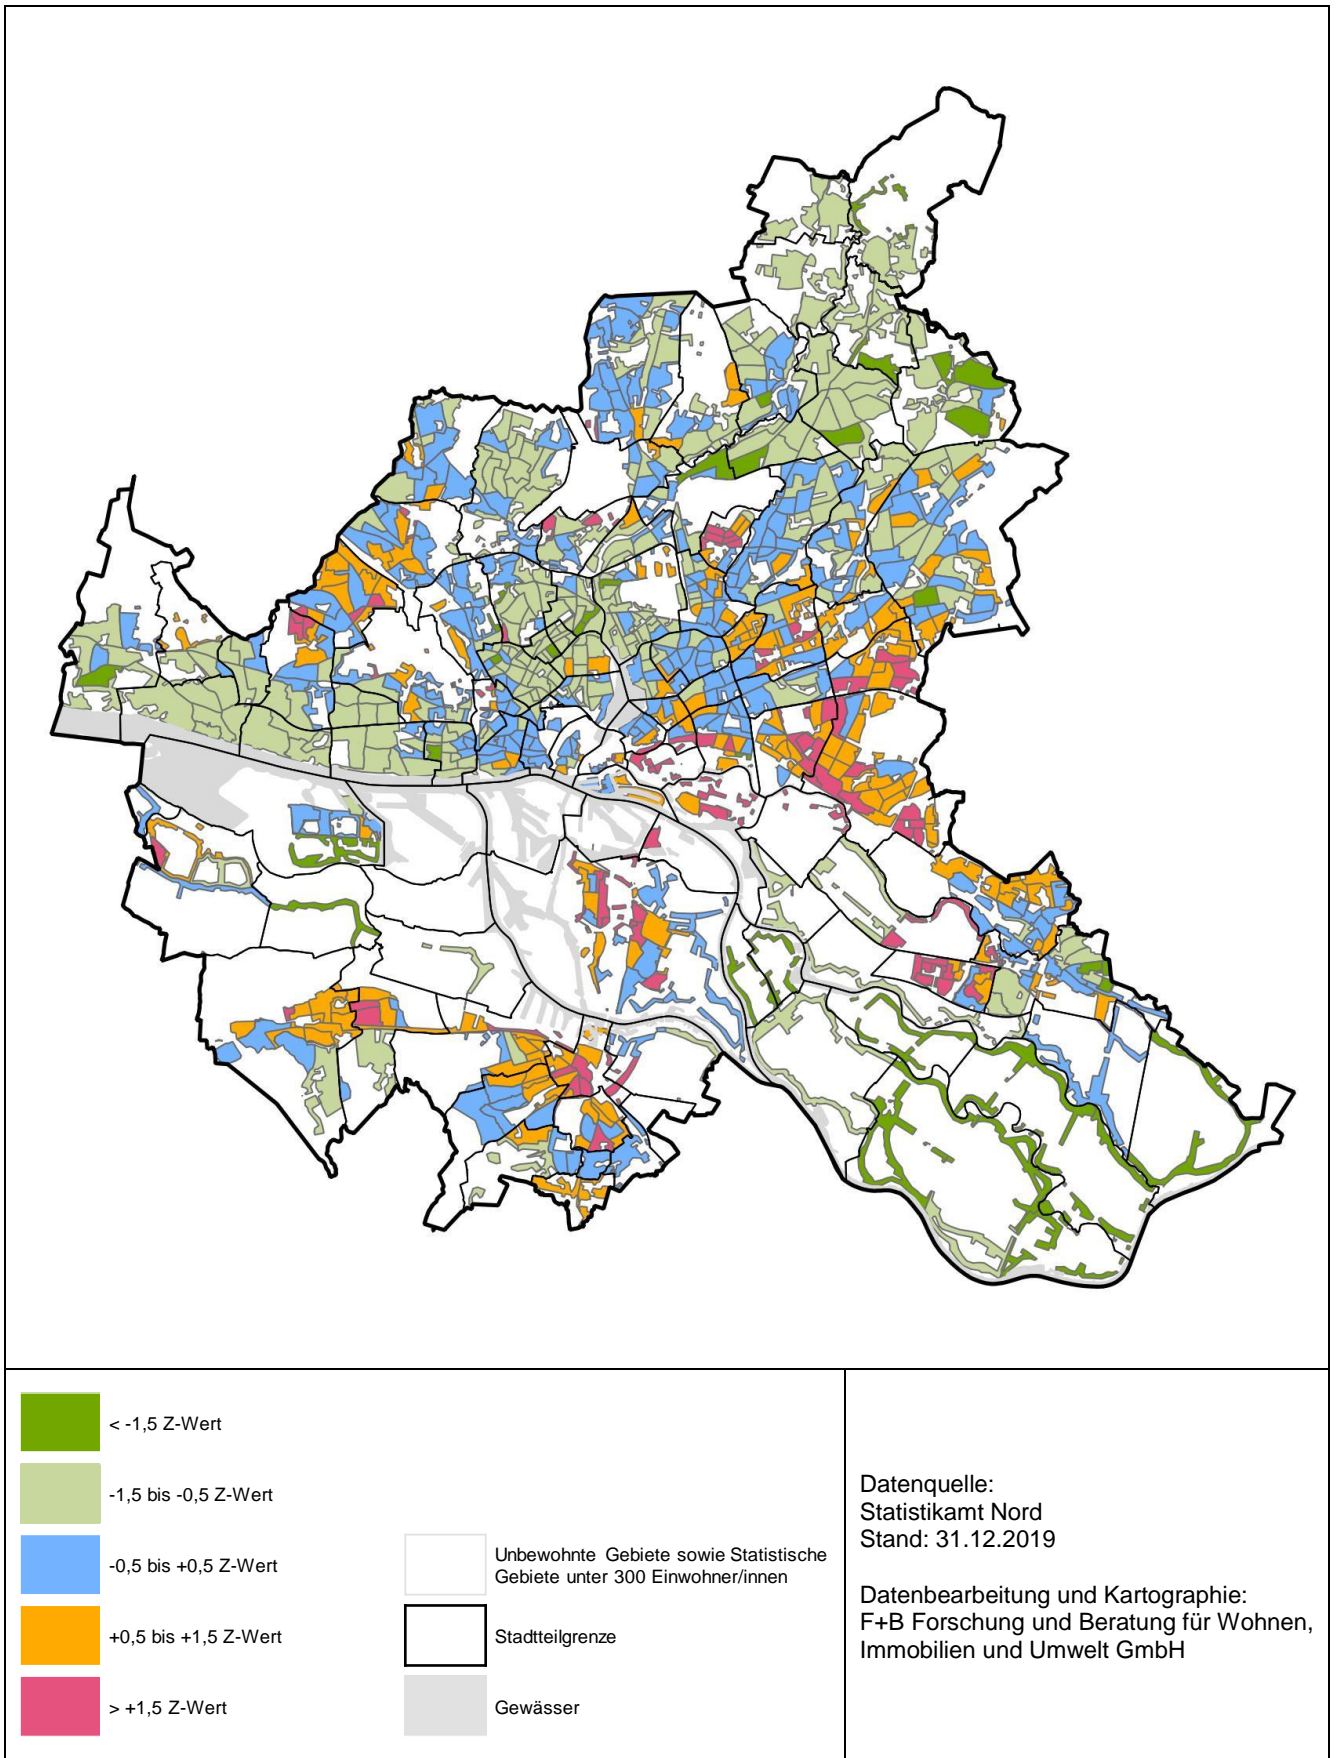 < -1,5 Z-Wert
-1,5 bis -0,5 Z-Wert
-0,5 bis +0,5 Z-Wert
+0,5 bis +1,5 Z-Wert
> +1,5 Z-Wert
Unbewohnte Gebiete sowie Statistische
Gebiete unter 300 Einwohner/innen
Stadtteilgrenze
Gewässer
Datenquelle:
Statistikamt Nord
Stand: 31.12.2019
Datenbearbeitung und Kartographie:
F+B Forschung und Beratung für Wohnen,
Immobilien und Umwelt GmbH